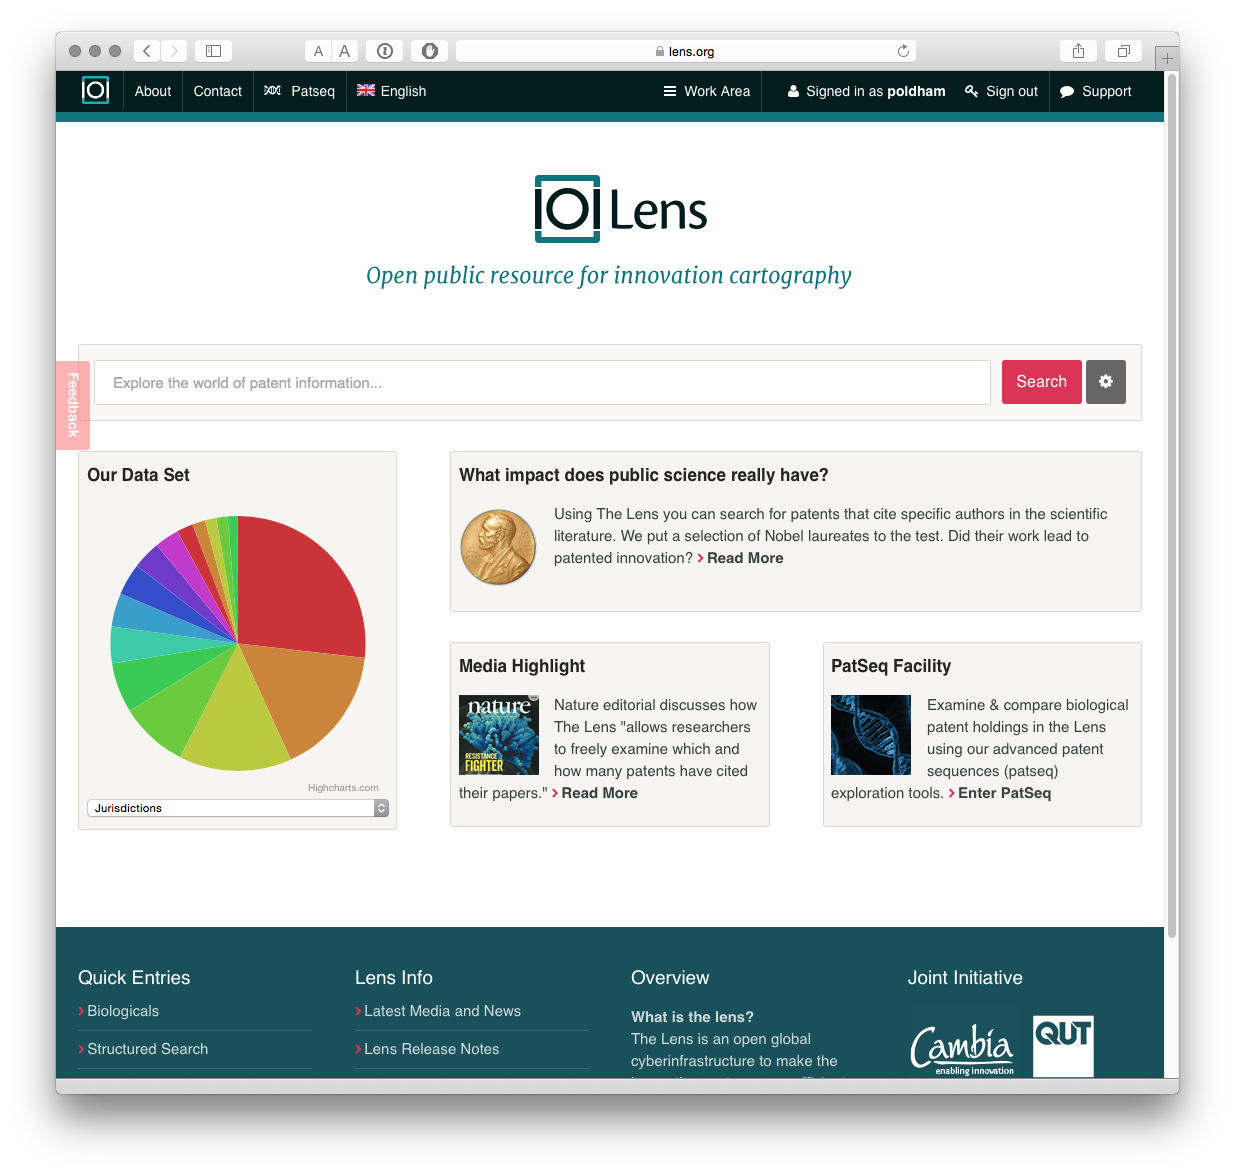 A A lens.org
About Contact Patseq English Work Area Signed in as poldham Sign out Support
Lens
Open public resource for innovation cartography
Feedback
Explore the world of patent information...
Search
Our Data Set
Highcharts.com
Jurisdictions
What impact does public science really have?
Using The Lens you can search for patents that cite specific authors in the scientific
literature. We put a selection of Nobel laureates to the test. Did their work lead to
patented innovation? Read More
Media Highlight
nature
RESISTANCE
FIGHTER
Nature editorial discusses how
The Lens "allows researchers
to freely examine which and
how many patents have cited
their papers." Read More
PatSeq Facility
Examine & compare biological
patent holdings in the Lens
using our advanced patent
sequences (patseq)
exploration tools. Enter PatSeq
Quick Entries
Biologicals
Structured Search
Lens Info
Latest Media and News
Lens Release Notes
Overview
What is the lens?
The Lens is an open global
cyberinfrastructure to make the
Joint Initiative
Cambia
enabling innovation
QUT